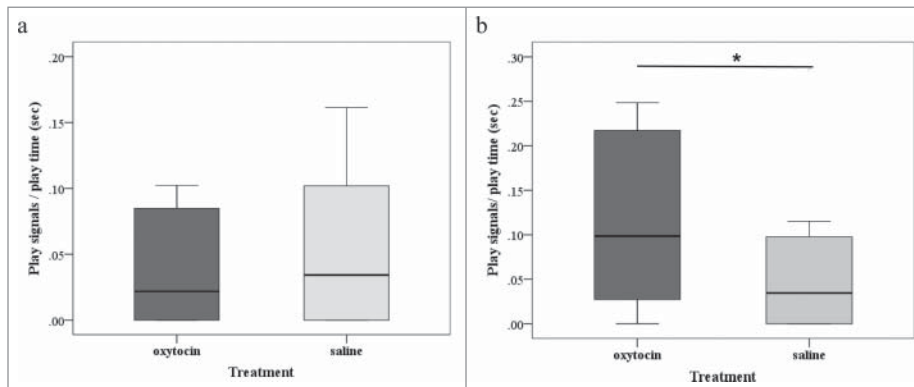 a
Play signals / play time (sec)
.20
.15
.10
.05
.00
oxytocin
saline
Treatment
b
Play signals/ play time (sec)
.30
.25
.20
.15
.10
.05
.00
*
oxytocin
saline
Treatment